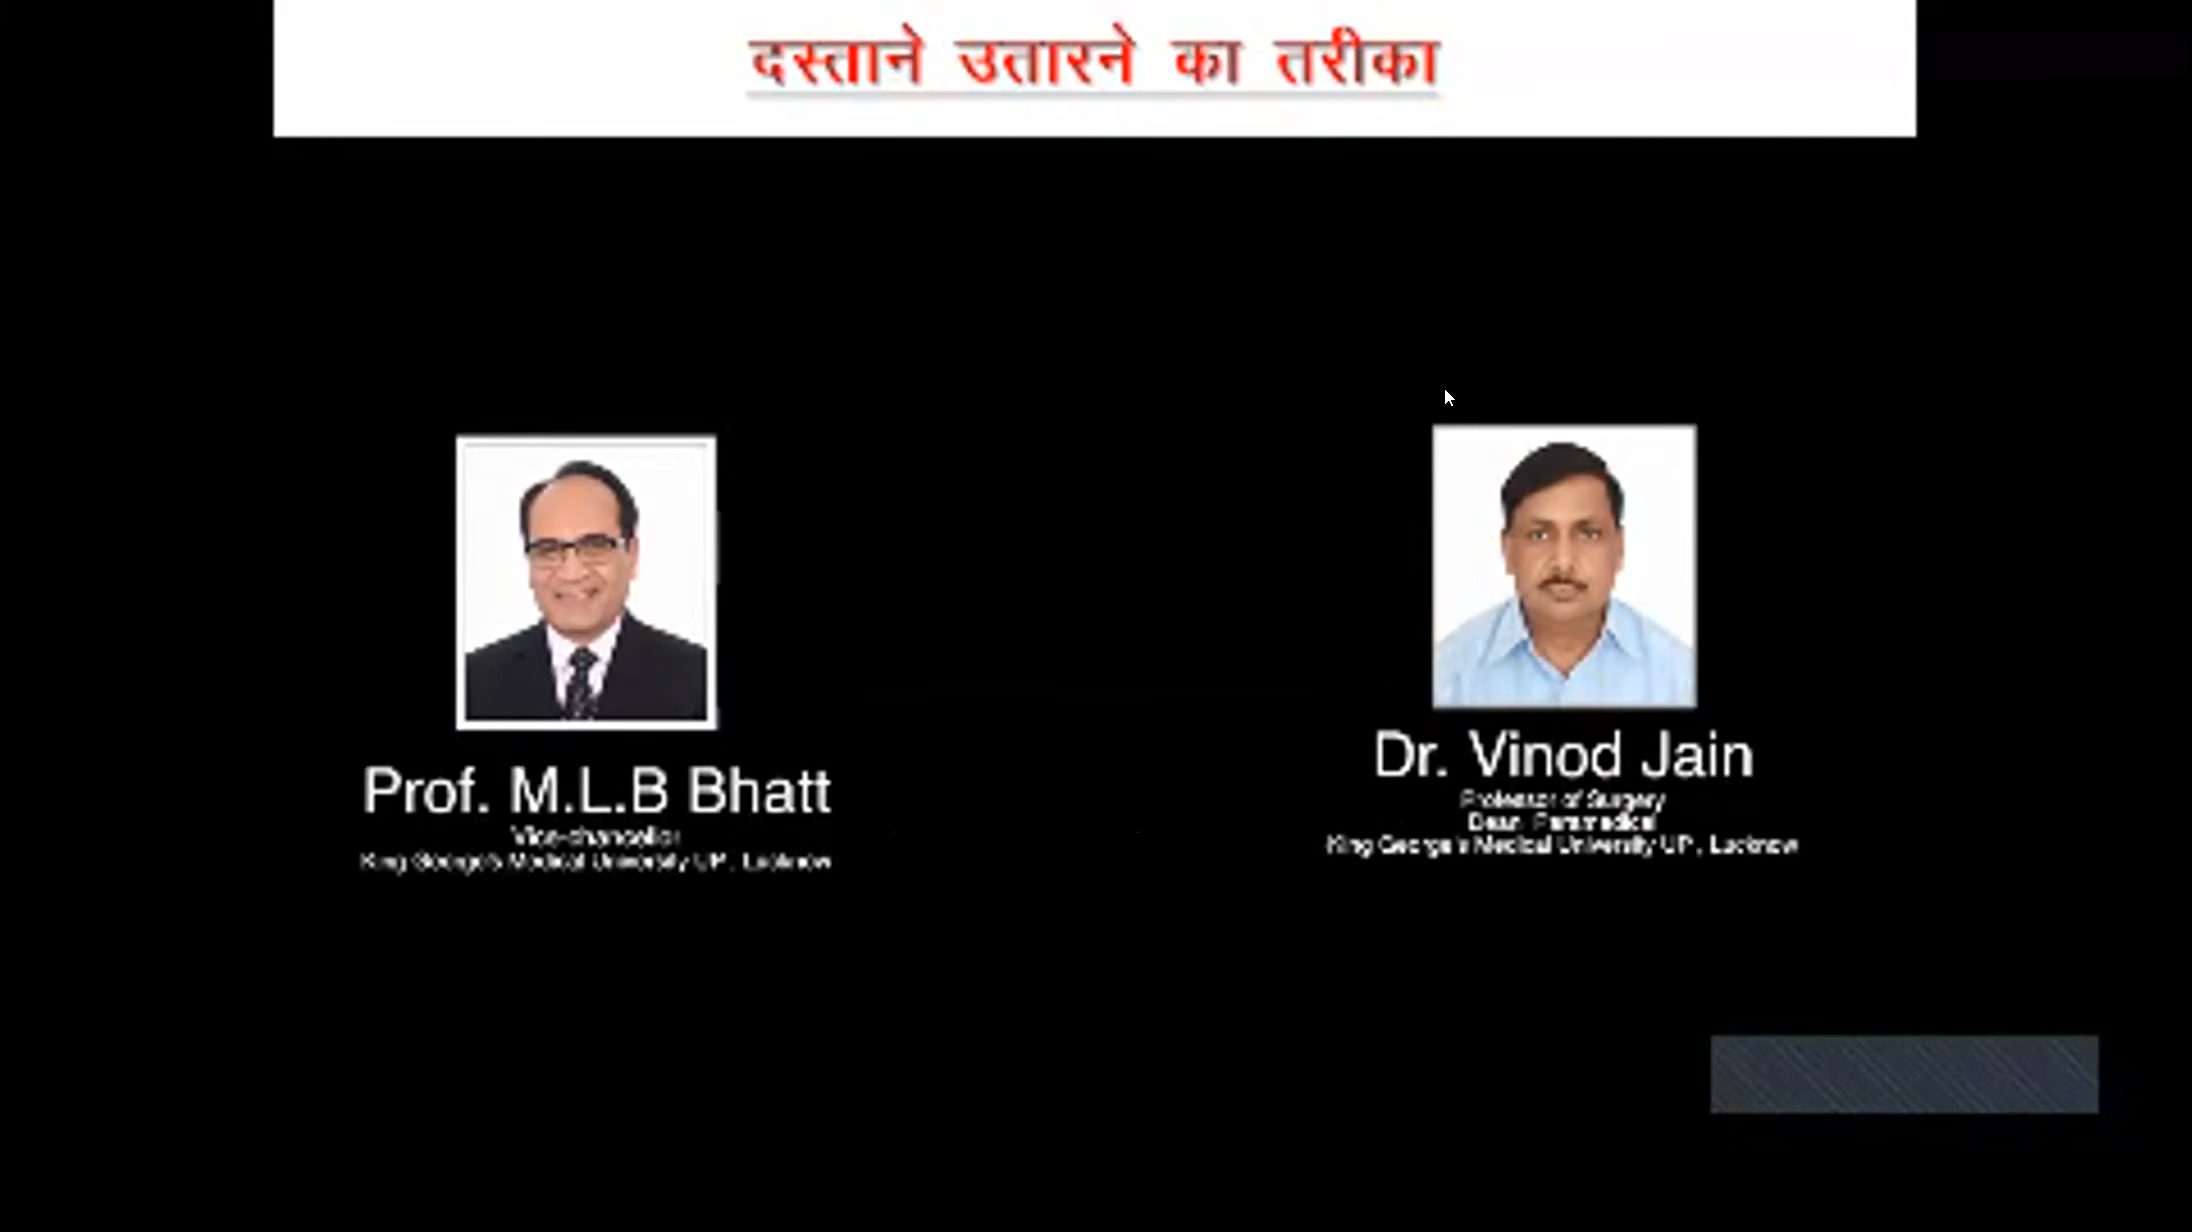 दस्ताने उतारने का तरीका
Prof. M.L.B Bhatt
Vice-chancellor
King George's Medical University UP., Lucknow
Dr. Vinod Jain
Professor of Surgery
Dean Paramedical
King George's Medical University UP., Lucknow